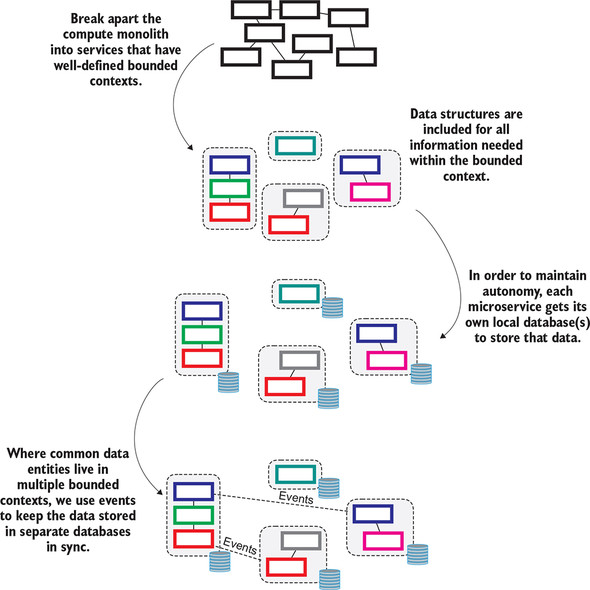 Break apart the
compute monolith
into services that have
well-defined bounded
contexts.
Data structures are
included for all
information needed
within the bounded
context.
In order to maintain
autonomy, each
microservice gets its
own local database(s)
to store that data.
Where common data
entities live in
multiple bounded
contexts, we use events
to keep the data stored
in separate databases
in sync.
Events
Events